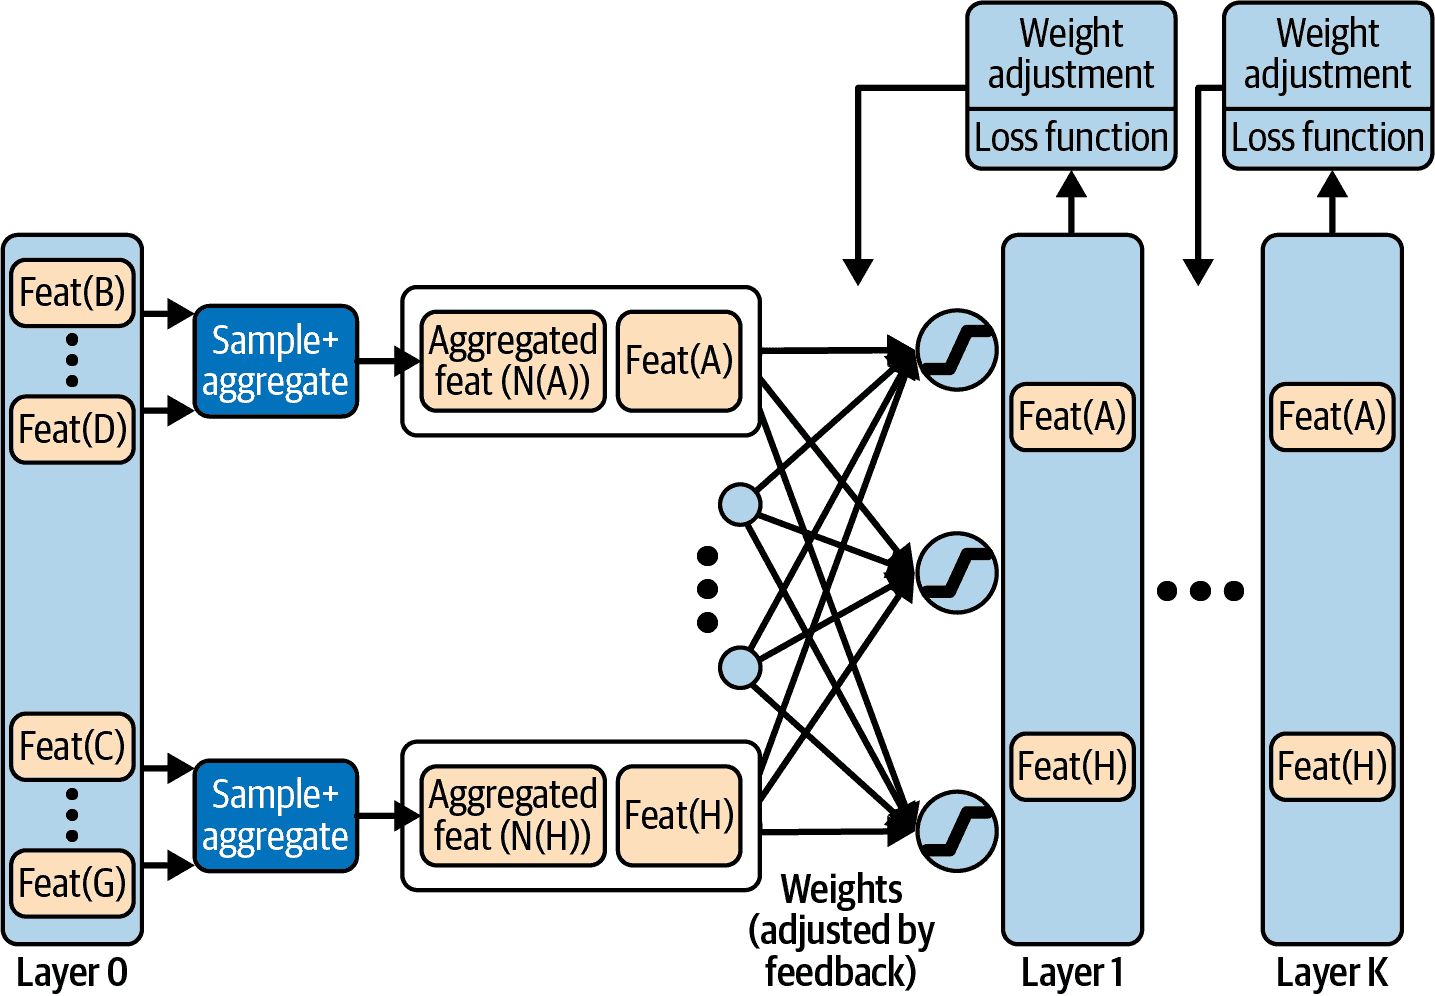 Weight
adjustment
Loss function
Weight
adjustment
Loss function
Feat(B)
Feat(D)
Sample+
aggregate
Aggregated
feat (N(A))
Feat(A)
Feat(A)
Feat(A)
Feat(C)
Feat(G)
Sample+
aggregate
Aggregated
feat (N(H))
Feat(H)
Feat(H)
Feat(H)
Weights
(adjusted by
feedback)
Layer 0
Layer 1
Layer K